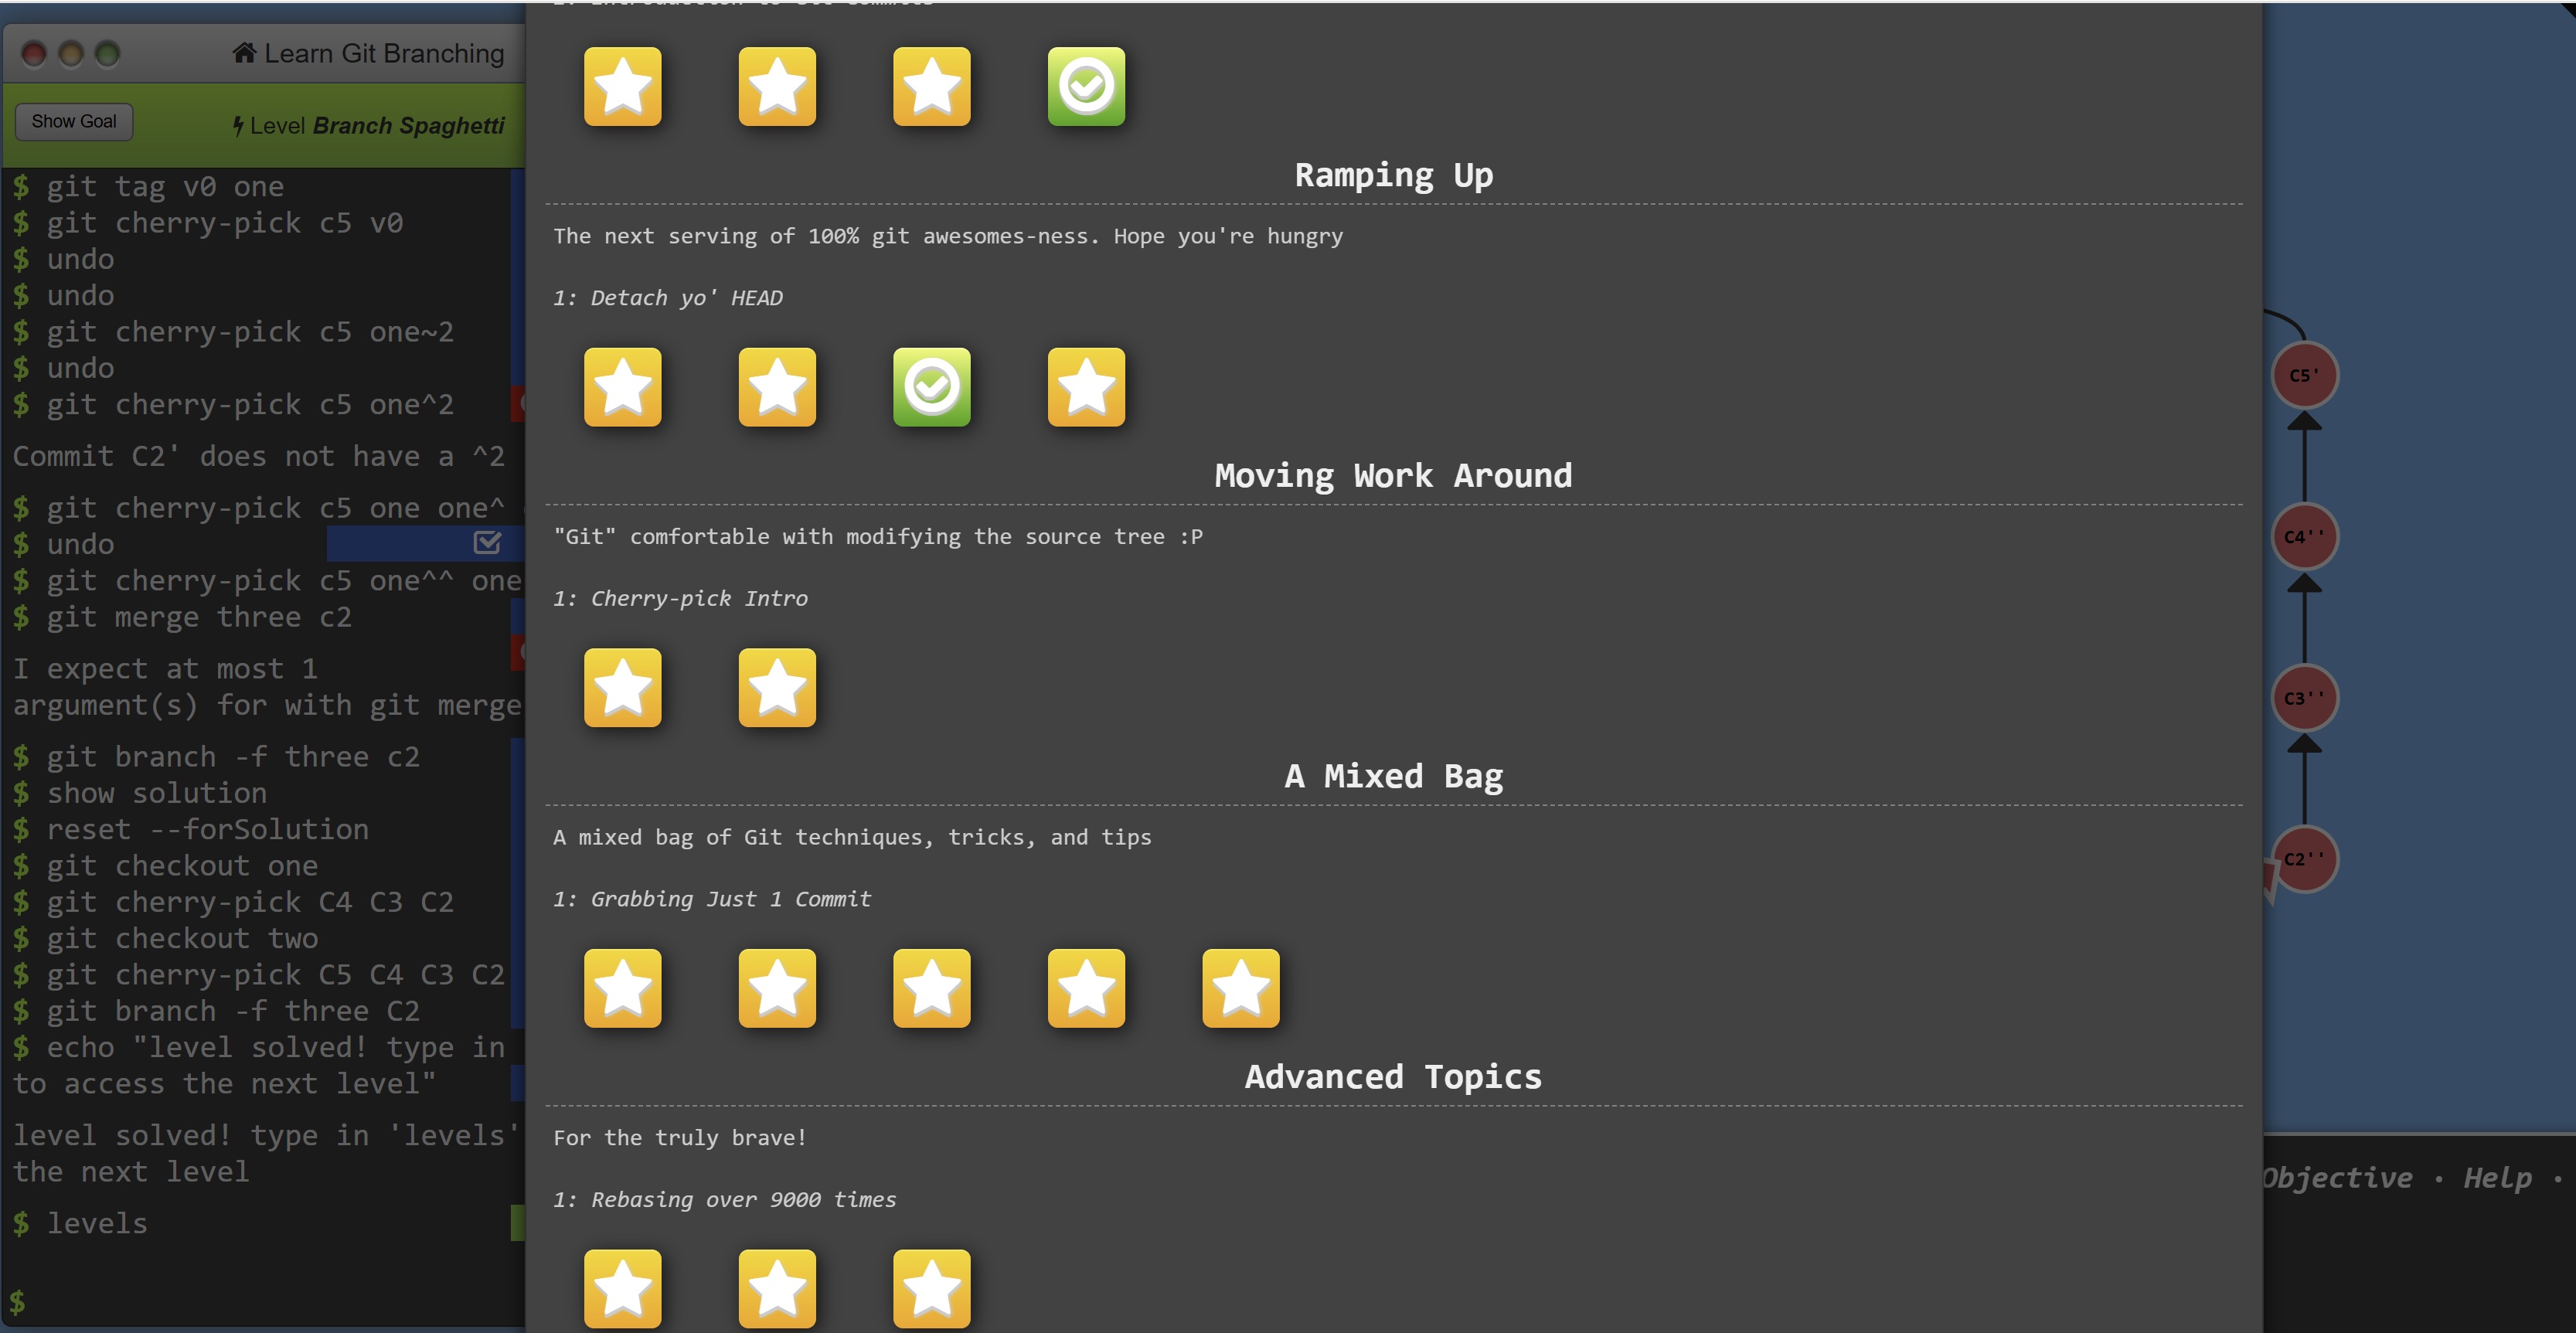 Learn Git Branching
Show Goal
Level Branch Spaghetti
$ git tag v0 one
$ git cherry-pick c5 v0
$ undo
$ undo
$ git cherry-pick c5 one~2
$ undo
$ git cherry-pick c5 one^2
Commit C2' does not have a ^2
$ git cherry-pick c5 one one^
$ undo
$ git cherry-pick c5 one^^ one
$ git merge three c2
I expect at most 1
argument(s) for with git merge
$ git branch -f three c2
$ show solution
$ reset --forSolution
$ git checkout one
$ git cherry-pick C4 C3 C2
$ git checkout two
$ git cherry-pick C5 C4 C3 C2
$ git branch -f three C2
$ echo "level solved! type in
to access the next level"
level solved! type in 'levels'
the next level
$ levels
$
Ramping Up
The next serving of 100% git awesomes-ness. Hope you're hungry
1: Detach yo' HEAD
Moving Work Around
"Git" comfortable with modifying the source tree :P
1: Cherry-pick Intro
A Mixed Bag
A mixed bag of Git techniques, tricks, and tips
1: Grabbing Just 1 Commit
Advanced Topics
For the truly brave!
1: Rebasing over 9000 times
C5'
C4''
C3''
C2''
Objective · Help ·